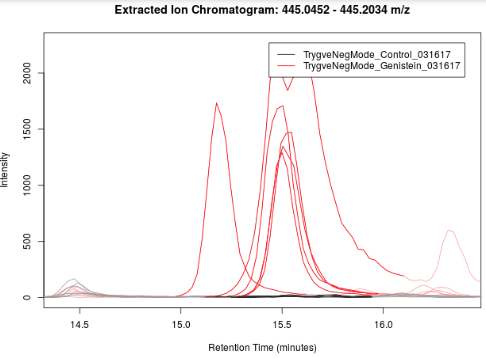 Extracted Ion Chromatogram: 445.0452 - 445.2034 m/z
TrygveNegMode_Control_031617
TrygveNegMode_Genistein_031617
Intensity
2000
1500
1000
500
0
14.5 15.0 15.5 16.0
Retention Time (minutes)